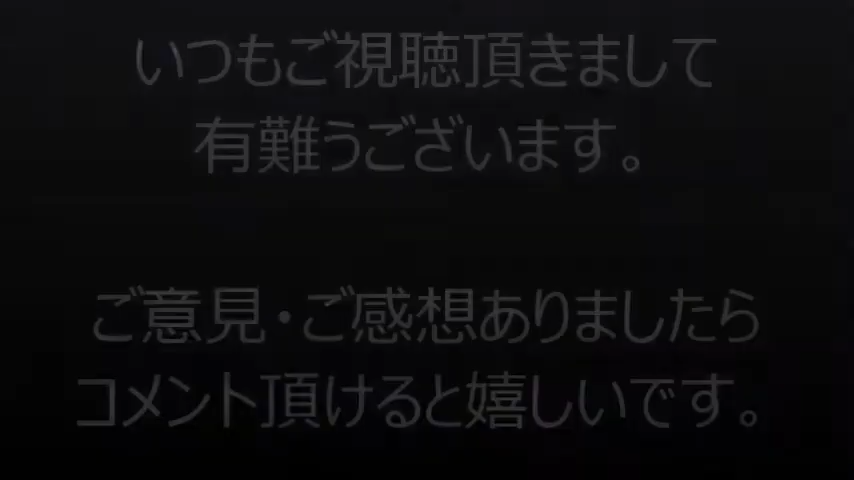 いつもご視聴頂きまして
有難うございます。
ご意見・ご感想ありましたら
コメント頂けると嬉しいです。